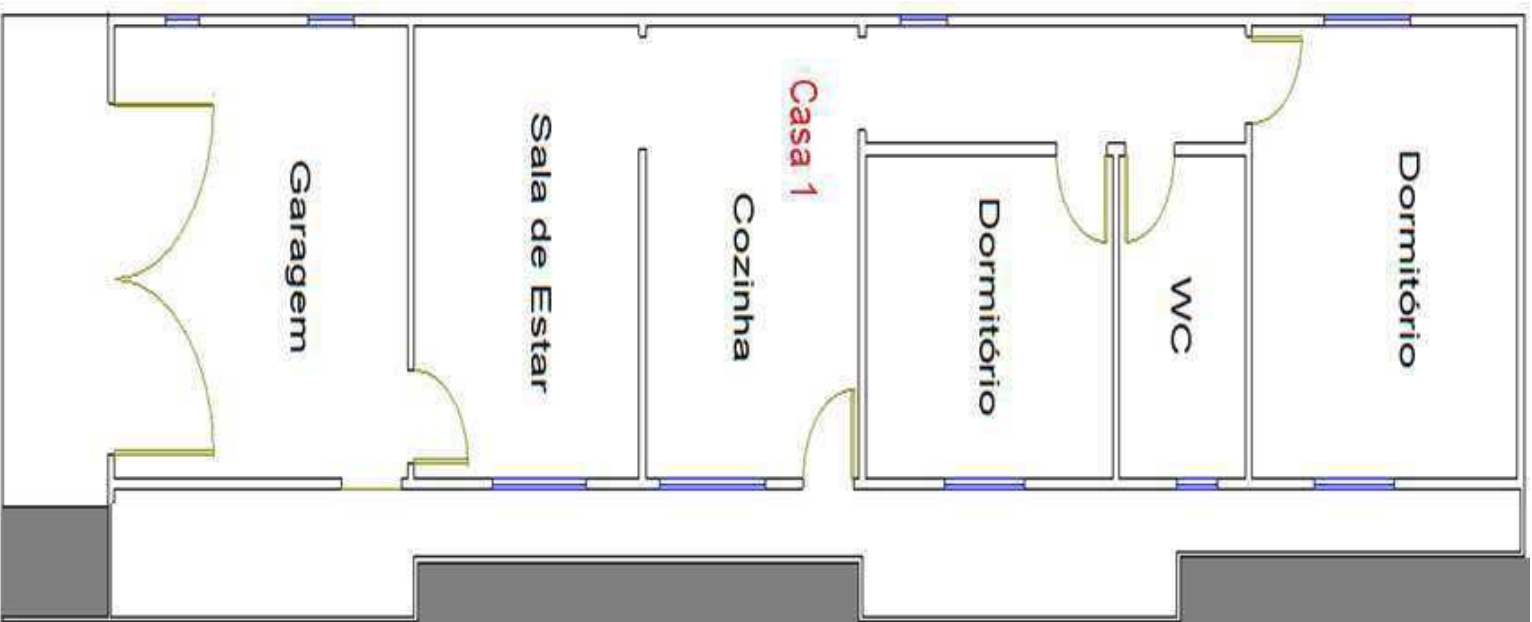 Garagem
Sala de Estar
Casa 1
Cozinha
Dormitório
WC
Dormitório